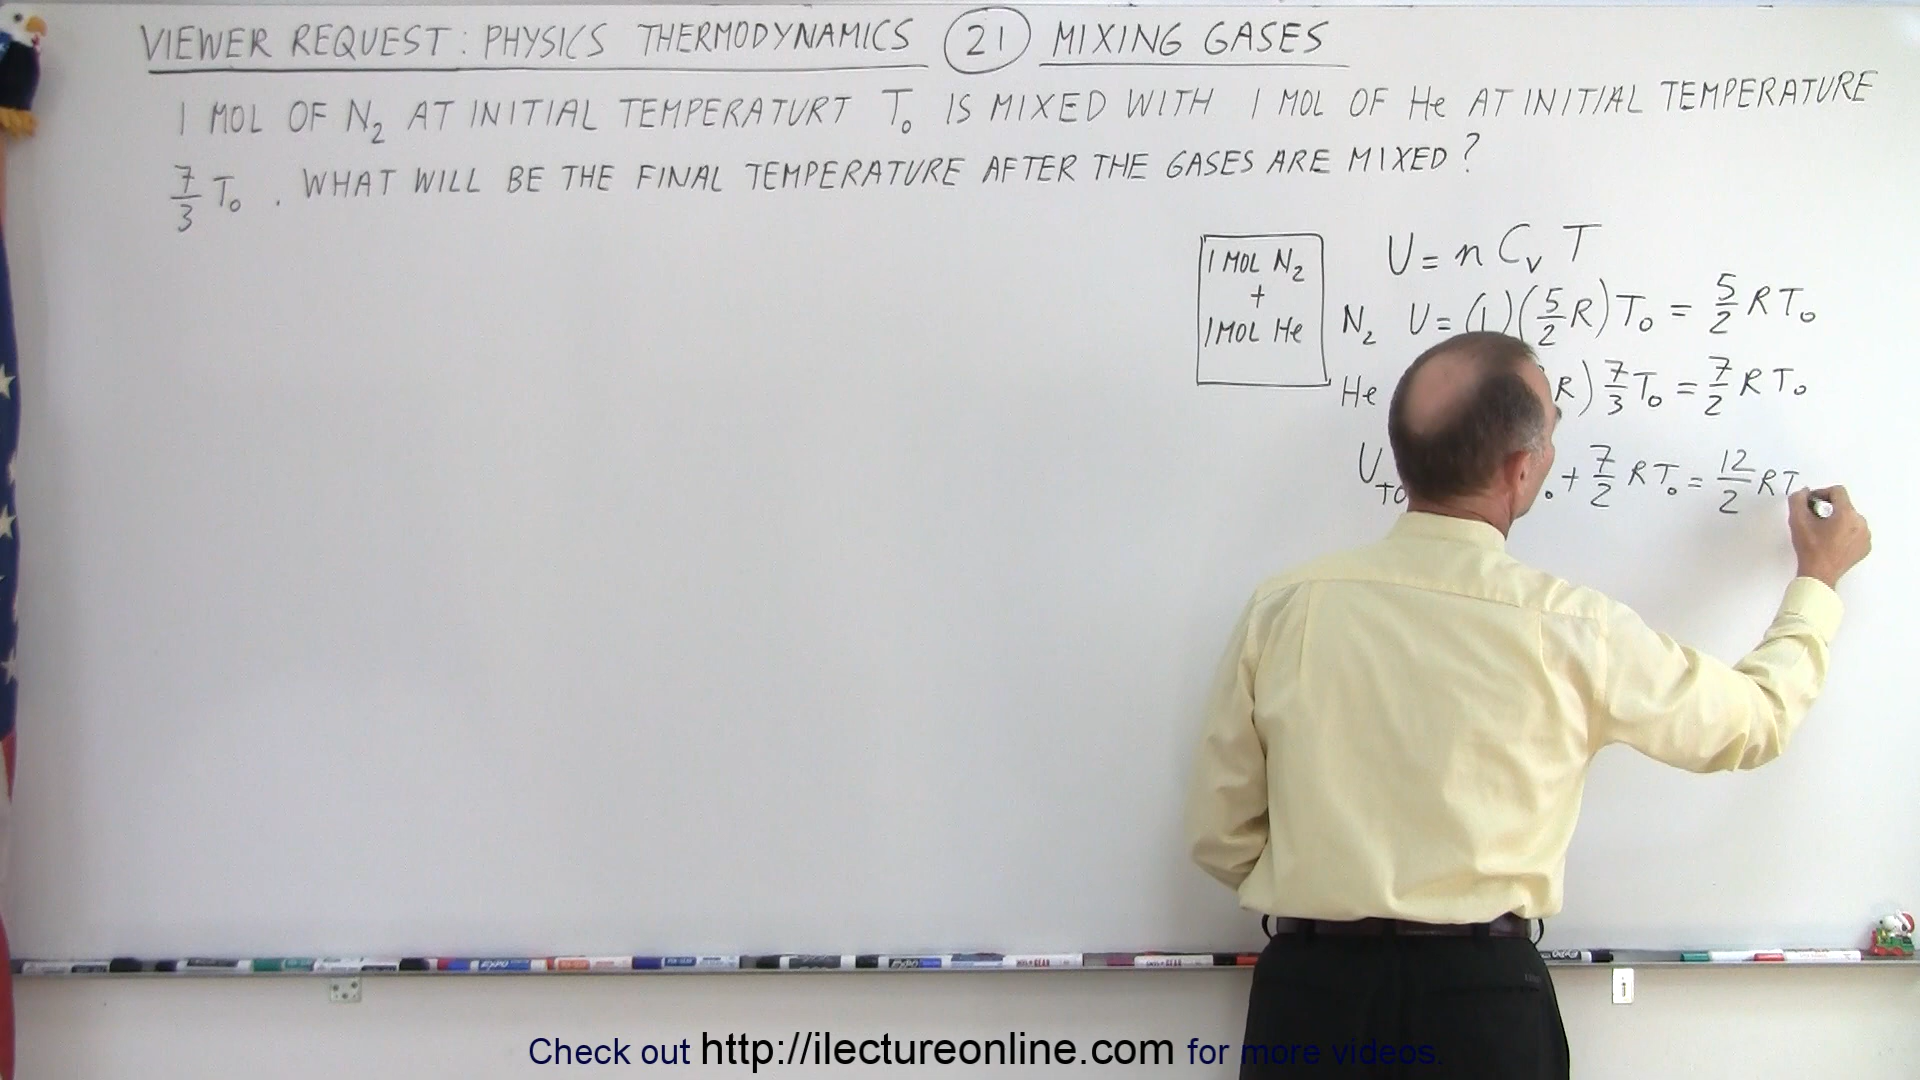 VIEWER REQUEST: PHYSICS THERMODYNAMICS 21 MIXING GASES
1 MOL OF N₂ AT INITIAL TEMPERATURT T₀ IS MIXED WITH 1 MOL OF He AT INITIAL TEMPERATURE
7/3 T₀. WHAT WILL BE THE FINAL TEMPERATURE AFTER THE GASES ARE MIXED?
1 MOL N₂
+
1 MOL He
U = n Cᵥ T
N₂ U = (1)(5/2 R) T₀ = 5/2 R T₀
He R) 7/3 T₀ = 7/2 R T₀
U ₀ + 7/2 R T₀ = 12/2 R T
EXPO
EXPO
Check out http://ilectureonline.com for more videos.